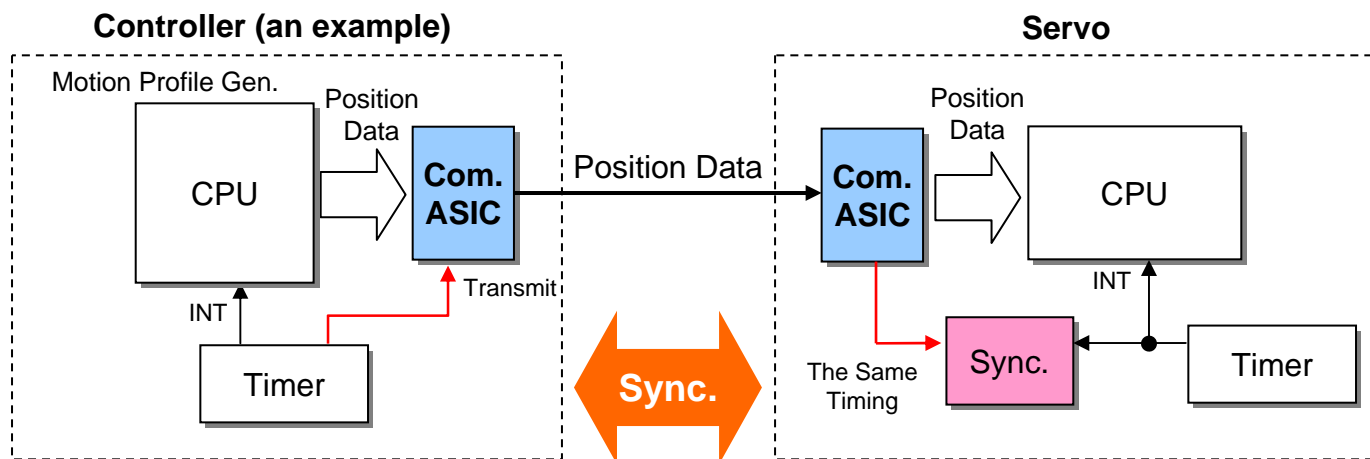 Controller (an example)
Motion Profile Gen.
Position
Data
CPU
Com.
ASIC
INT
Transmit
Timer
Position Data
Sync.
Servo
Com.
ASIC
Position
Data
CPU
INT
The Same
Timing
Sync.
Timer